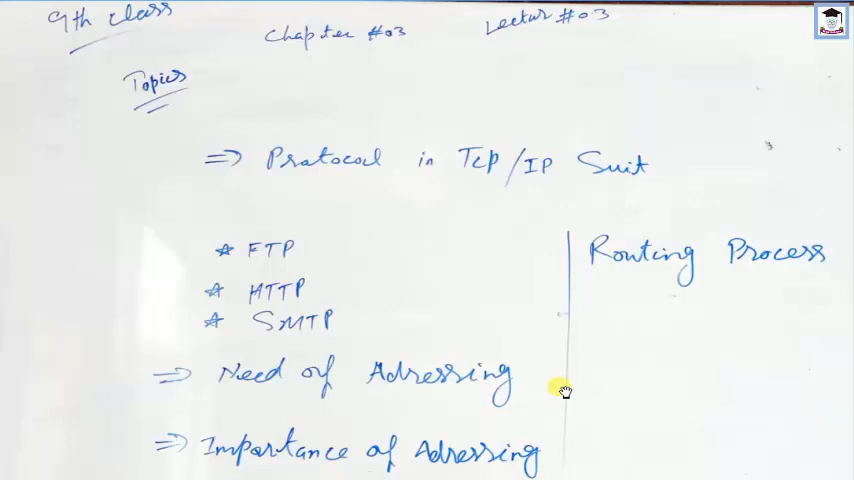 9th class
Chapter #03
Lectur #03
Topics
⇒ Protocol in Tcp/IP Suit
☆ FTP
☆ HTTP
☆ SMTP
Routing Process
⇒ Need of Adressing
⇒ Importance of Adressing